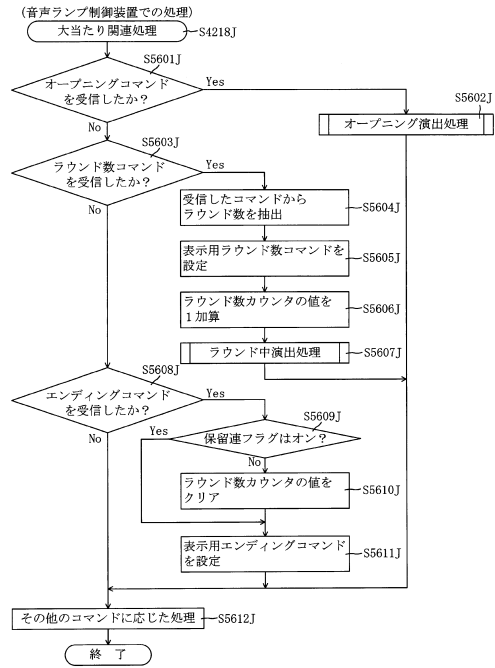 (音声ランプ制御装置での処理)
大当たり関連処理
S4218J
S5601J
オープニングコマンド
を受信したか？
Yes
S5602J
オープニング演出処理
No
S5603J
ラウンド数コマンド
を受信したか？
Yes
No
受信したコマンドから
ラウンド数を抽出
S5604J
表示用ラウンド数コマンドを
設定
S5605J
ラウンド数カウンタの値を
１加算
S5606J
ラウンド中演出処理
S5607J
S5608J
エンディングコマンド
を受信したか？
Yes
No
S5609J
保留連フラグはオン？
Yes
No
ラウンド数カウンタの値を
クリア
S5610J
表示用エンディングコマンド
を設定
S5611J
その他のコマンドに応じた処理
S5612J
終 了